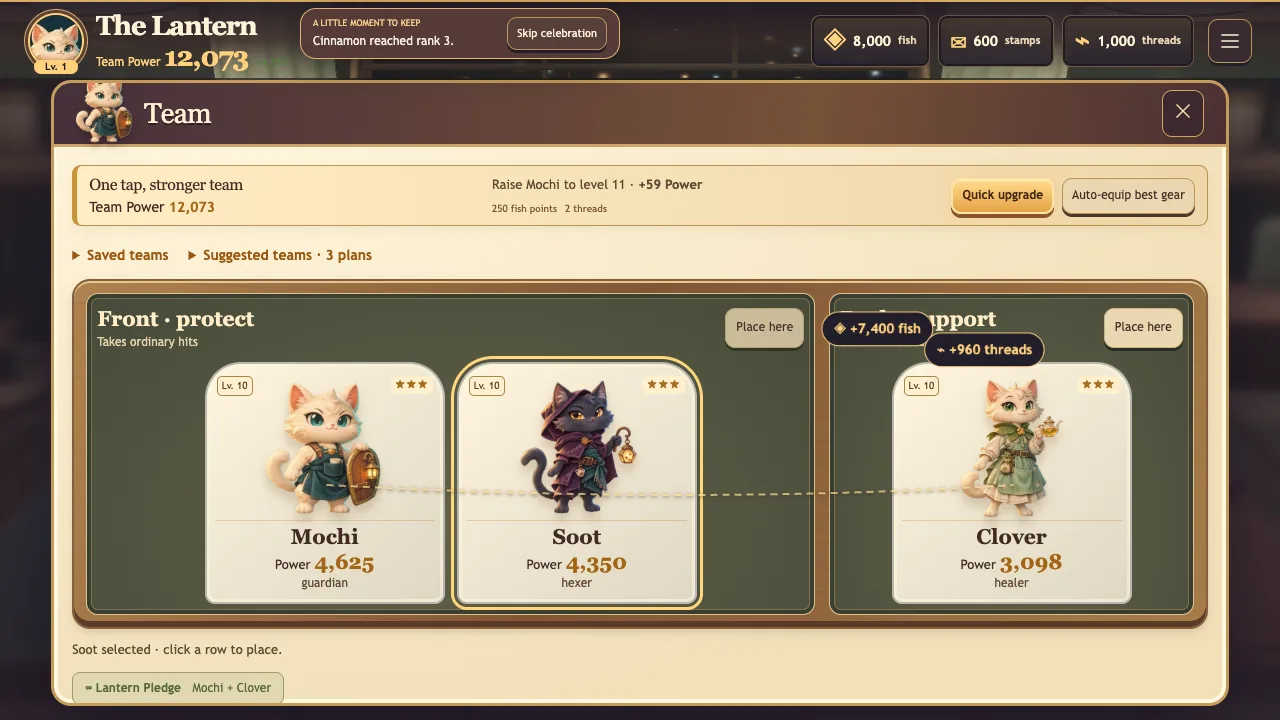 The Lantern
Team Power 12,073
Lv. 1
A LITTLE MOMENT TO KEEP
Cinnamon reached rank 3.
Skip celebration
8,000 fish
600 stamps
1,000 threads
Team
One tap, stronger team
Team Power 12,073
Raise Mochi to level 11 · +59 Power
250 fish points 2 threads
Quick upgrade
Auto-equip best gear
Saved teams
Suggested teams · 3 plans
Front · protect
Takes ordinary hits
Place here
Place here
+7,400 fish
+960 threads
Lv. 10
Mochi
Power 4,625
guardian
Lv. 10
Soot
Power 4,350
hexer
Lv. 10
Clover
Power 3,098
healer
Soot selected · click a row to place.
Lantern Pledge Mochi + Clover